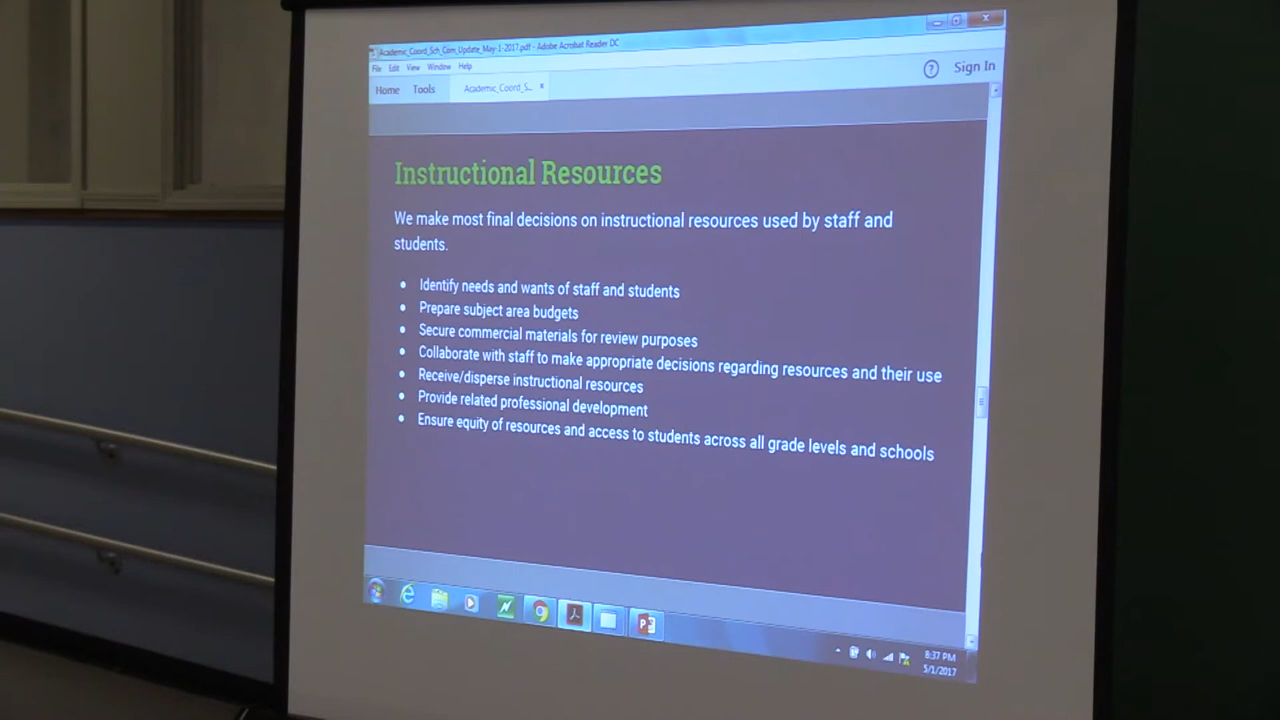 Academic_Coord_Sch_Com_Update_May-1-2017.pdf - Adobe Acrobat Reader DC
File Edit View Window Help
Home Tools Academic_Coord_S... x
? Sign In
Instructional Resources
We make most final decisions on instructional resources used by staff and
students.
• Identify needs and wants of staff and students
• Prepare subject area budgets
• Secure commercial materials for review purposes
• Collaborate with staff to make appropriate decisions regarding resources and their use
• Receive/disperse instructional resources
• Provide related professional development
• Ensure equity of resources and access to students across all grade levels and schools
8:37 PM
5/1/2017